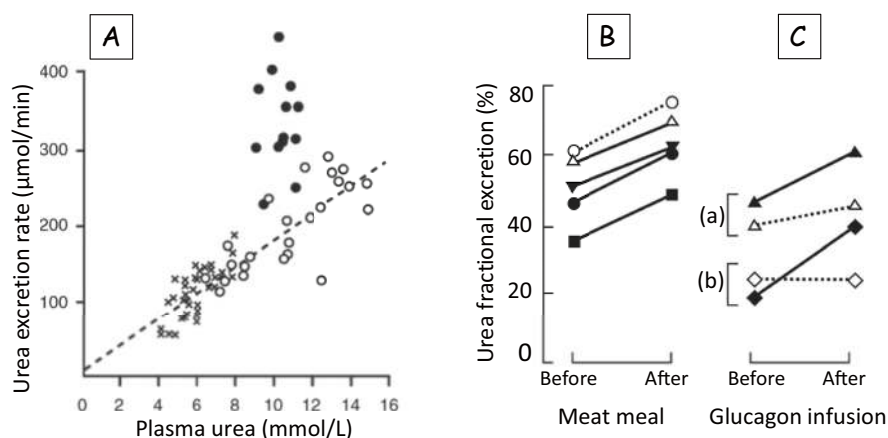 A
Urea excretion rate (µmol/min)
400
300
200
100
0 2 4 6 8 10 12 14 16
Plasma urea (mmol/L)
B
C
Urea fractional excretion (%)
80
60
40
20
0
(a)
(b)
Before After
Before After
Meat meal
Glucagon infusion